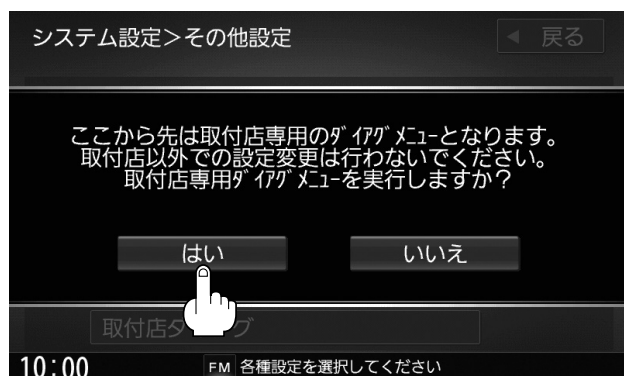 システム設定＞その他設定
◀ 戻る
ここから先は取付店専用のﾀﾞｲｱｸﾞﾒﾆｭｰとなります。
取付店以外での設定変更は行わないでください。
取付店専用ﾀﾞｲｱｸﾞﾒﾆｭｰを実行しますか？
はい
いいえ
取付店ダ グ
10:00
FM 各種設定を選択してください